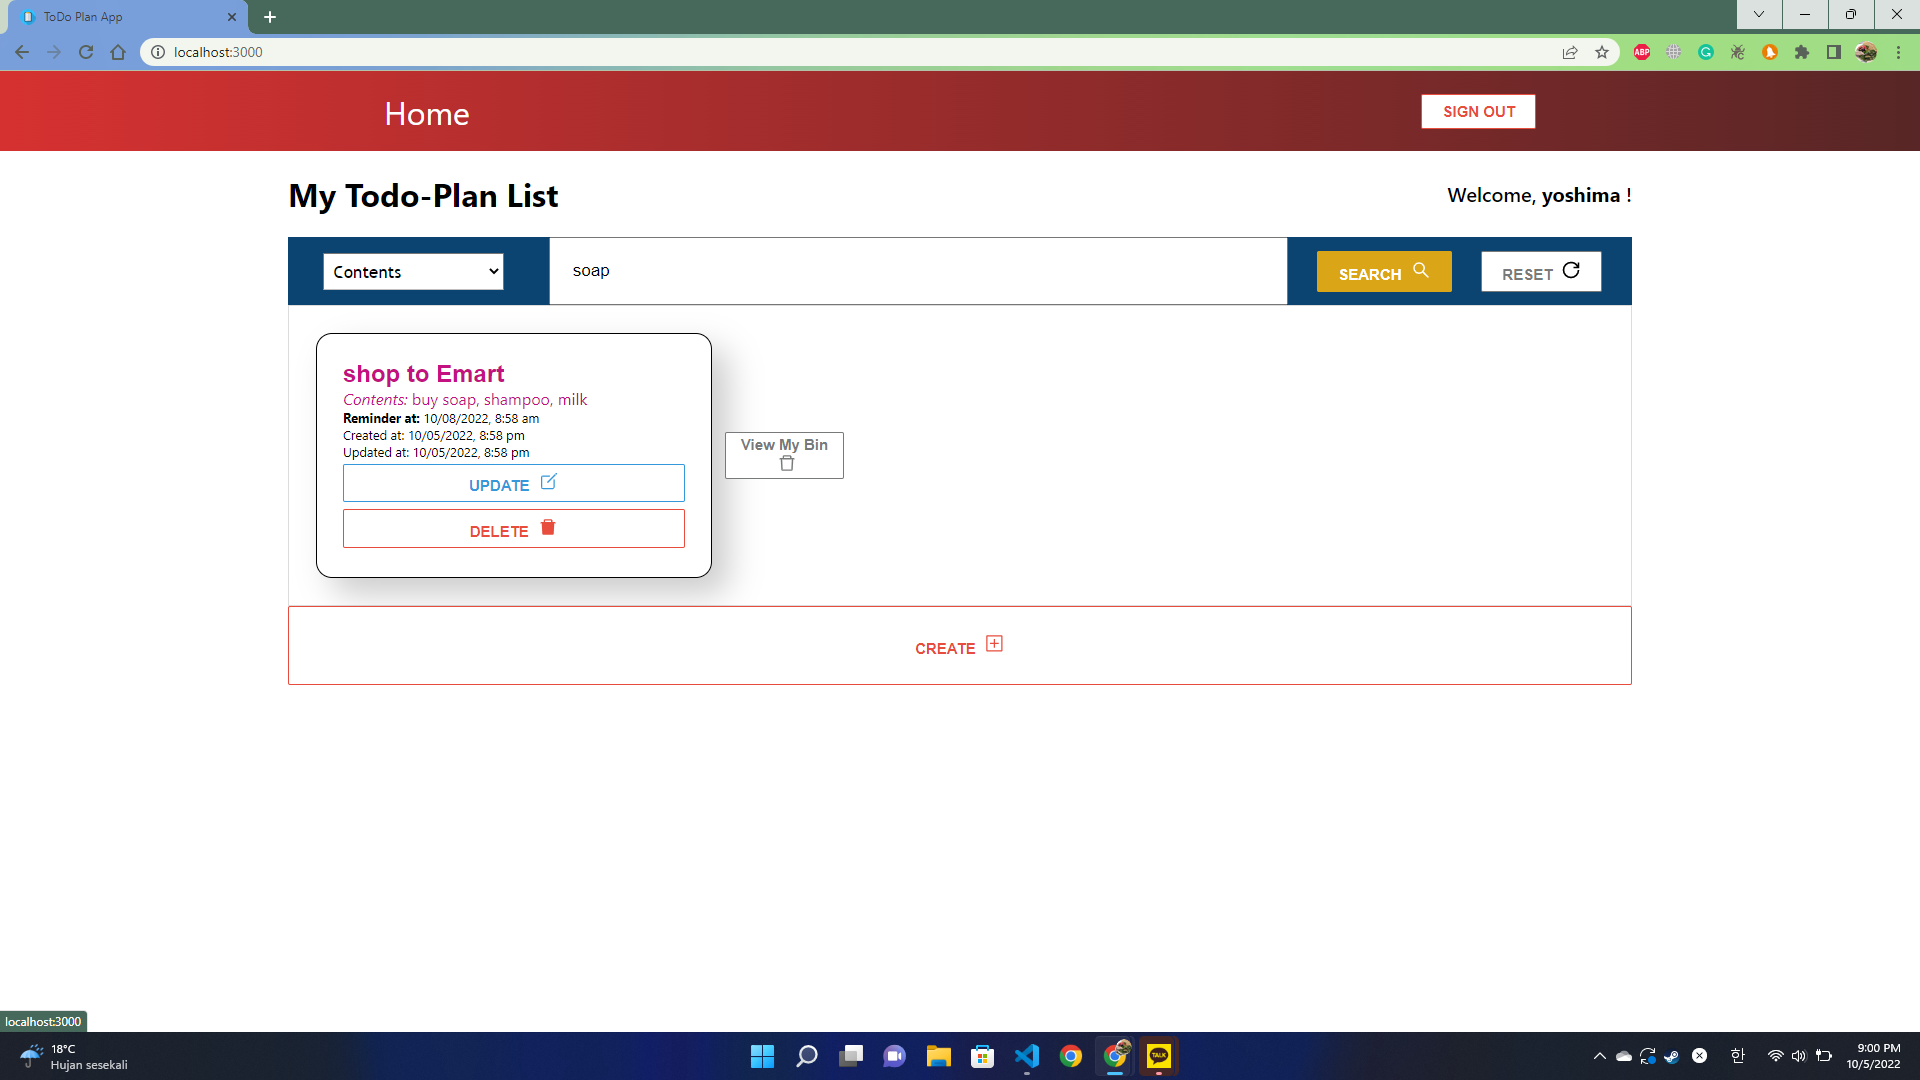 ToDo Plan App
localhost:3000
ABP
Home
SIGN OUT
My Todo-Plan List
Welcome, yoshima !
Contents
soap
SEARCH
RESET
shop to Emart
Contents: buy soap, shampoo, milk
Reminder at: 10/08/2022, 8:58 am
Created at: 10/05/2022, 8:58 pm
Updated at: 10/05/2022, 8:58 pm
UPDATE
DELETE
View My Bin
CREATE
localhost:3000
18°C
Hujan sesekali
TALK
한
9:00 PM
10/5/2022